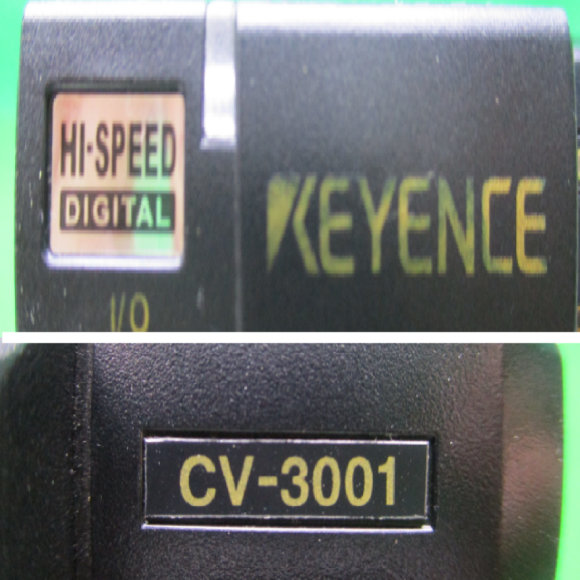 HI-SPEED
DIGITAL
KEYENCE
I/O
CV-3001